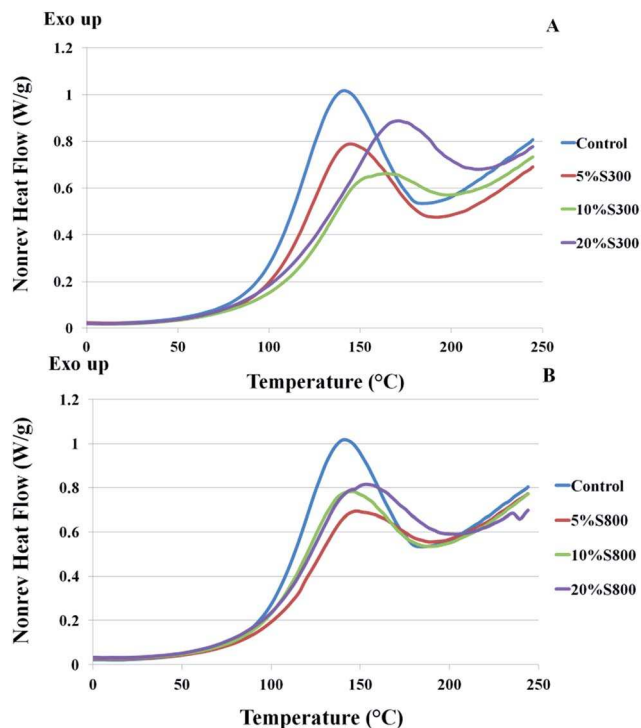 Exo up
A
Nonrev Heat Flow (W/g)
1.2
1
0.8
0.6
0.4
0.2
0
0 50 100 150 200 250
Temperature (°C)
Control
5%S300
10%S300
20%S300
Exo up
B
Nonrev Heat Flow (W/g)
1.2
1
0.8
0.6
0.4
0.2
0
0 50 100 150 200 250
Temperature (°C)
Control
5%S800
10%S800
20%S800